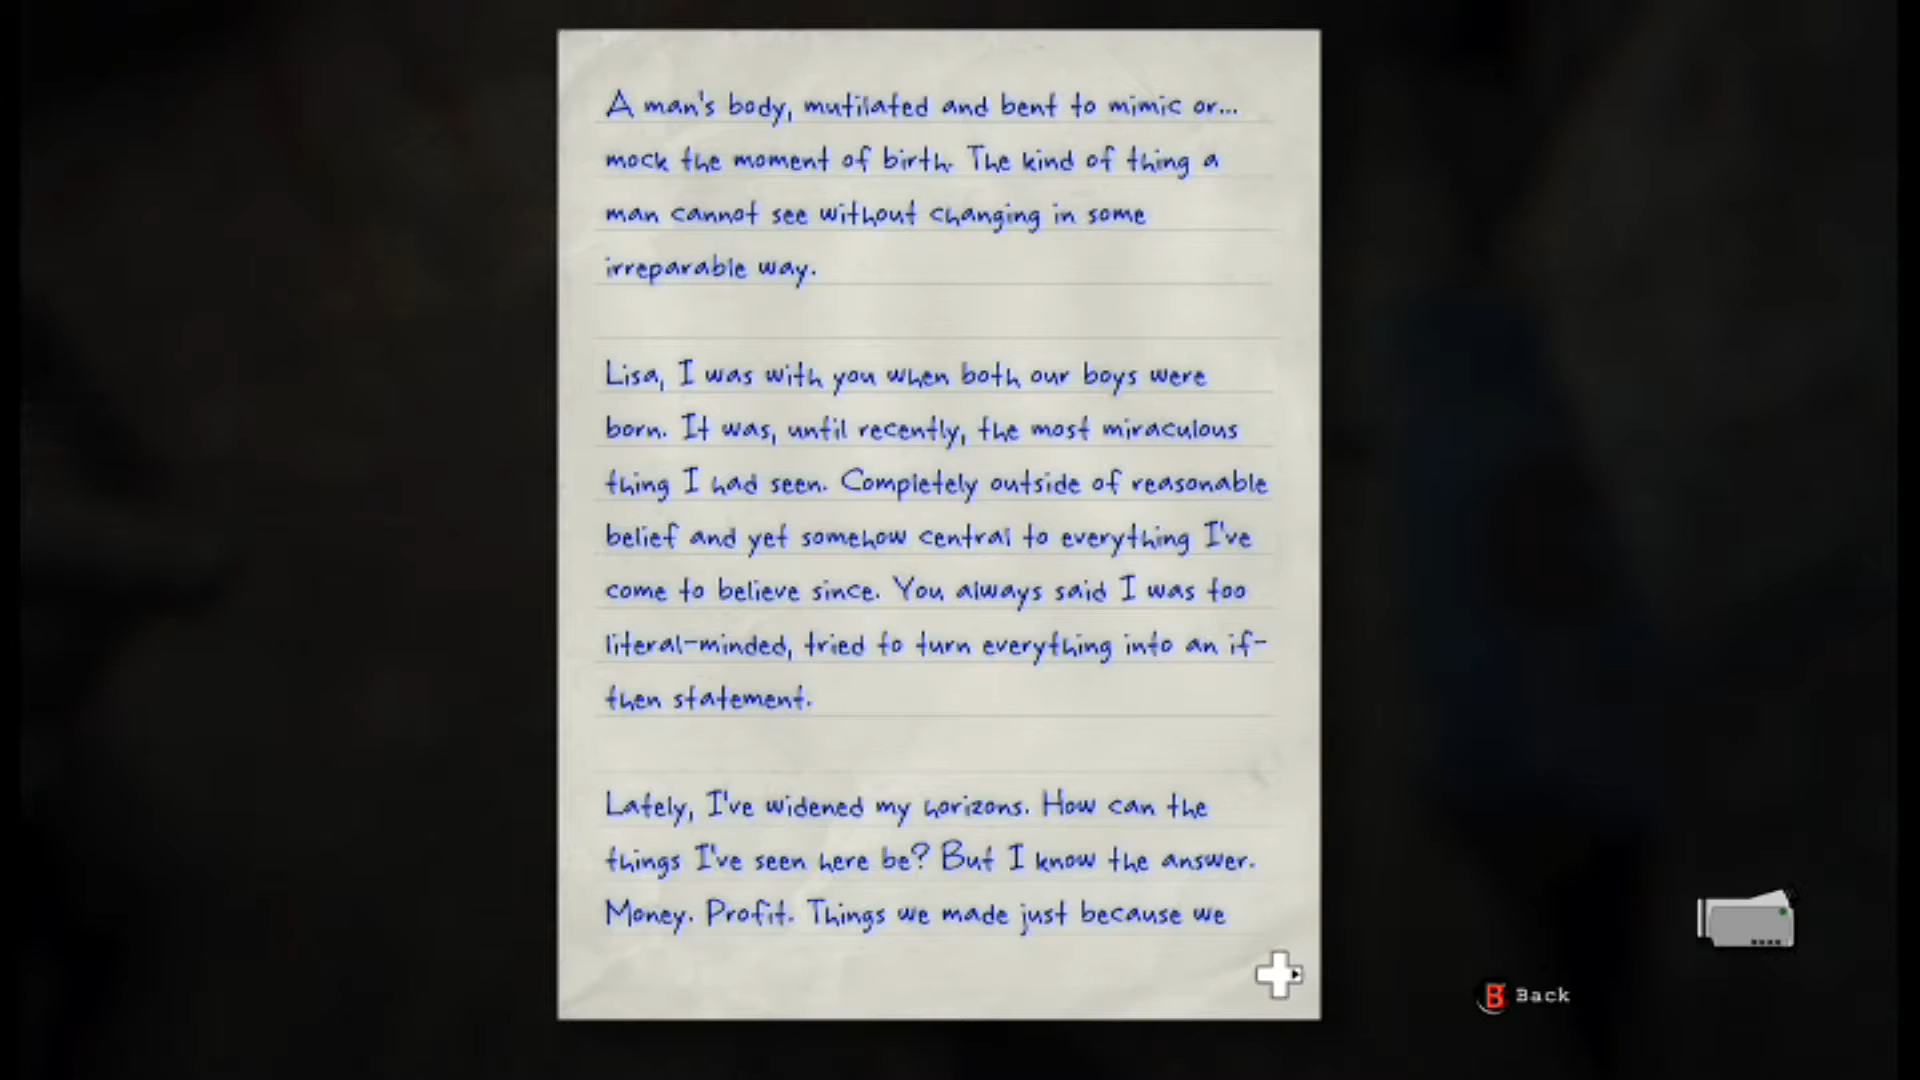 A man's body, mutilated and bent to mimic or...
mock the moment of birth. The kind of thing a
man cannot see without changing in some
irreparable way.
Lisa, I was with you when both our boys were
born. It was, until recently, the most miraculous
thing I had seen. Completely outside of reasonable
belief and yet somehow central to everything I've
come to believe since. You always said I was too
literal-minded, tried to turn everything into an if-
then statement.
Lately, I've widened my horizons. How can the
things I've seen here be? But I know the answer.
Money. Profit. Things we made just because we
B Back